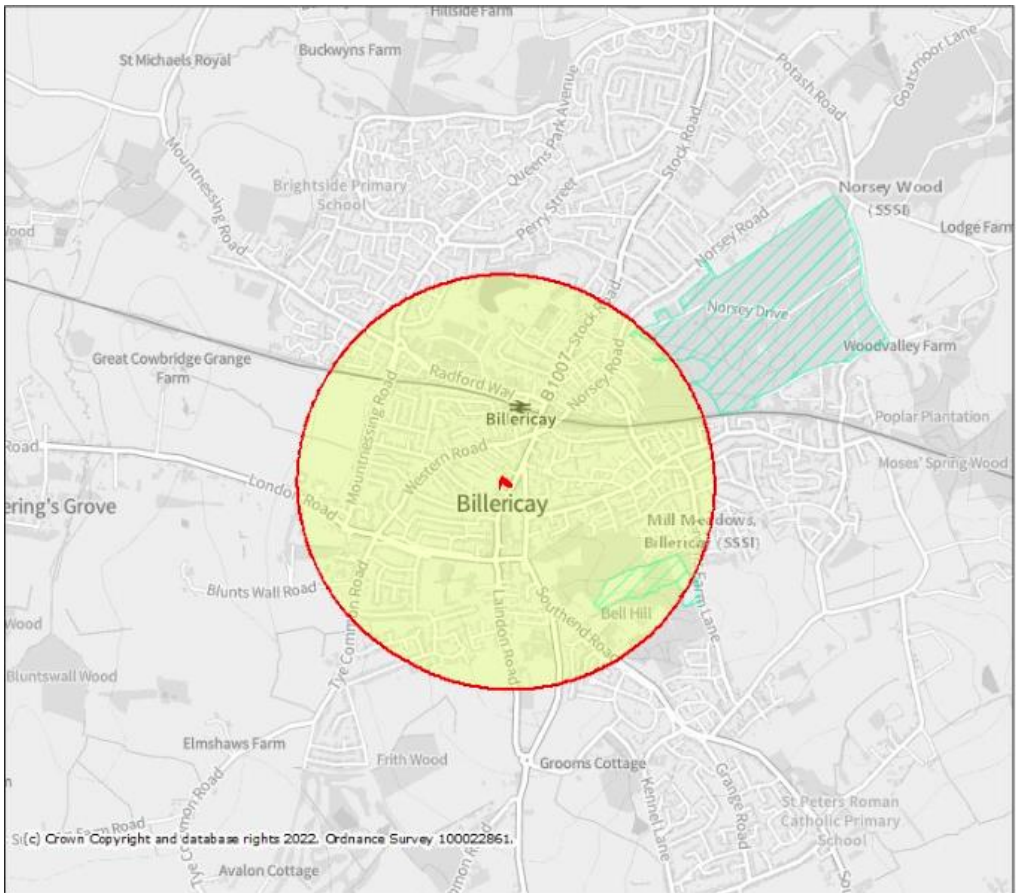 Hillside Farm
Buckwyns Farm
St Michaels Royal
Potash Road
Goatsmoor Lane
Queens Park Avenue
Stock Road
Mountnessing Road
Brightside Primary
School
Perry Street
Norsey Wood
(SSSI)
Lodge Farm
Norsey Road
Norsey Drive
B1007-Stock Road
Woodvalley Farm
Great Cowbridge Grange
Farm
Radford Way
Norsey Road
Billericay
Poplar Plantation
Mountnessing Road
Western Road
Moses' Spring Wood
Road
London Road
ering's Grove
Billericay
Mill Meadows,
Billericay (SSSI)
Blunts Wall Road
Tye Common Road
Laindon Road
Southend Road
Bell Hill
Farm Lane
Wood
Bluntswall Wood
Elmshaws Farm
Frith Wood
Grooms Cottage
Kennel Lane
Grange Road
St Peters Roman
Catholic Primary
School
Tye Common Road
Farm Road
(c) Crown Copyright and database rights 2022. Ordnance Survey 100022861.
Avalon Cottage